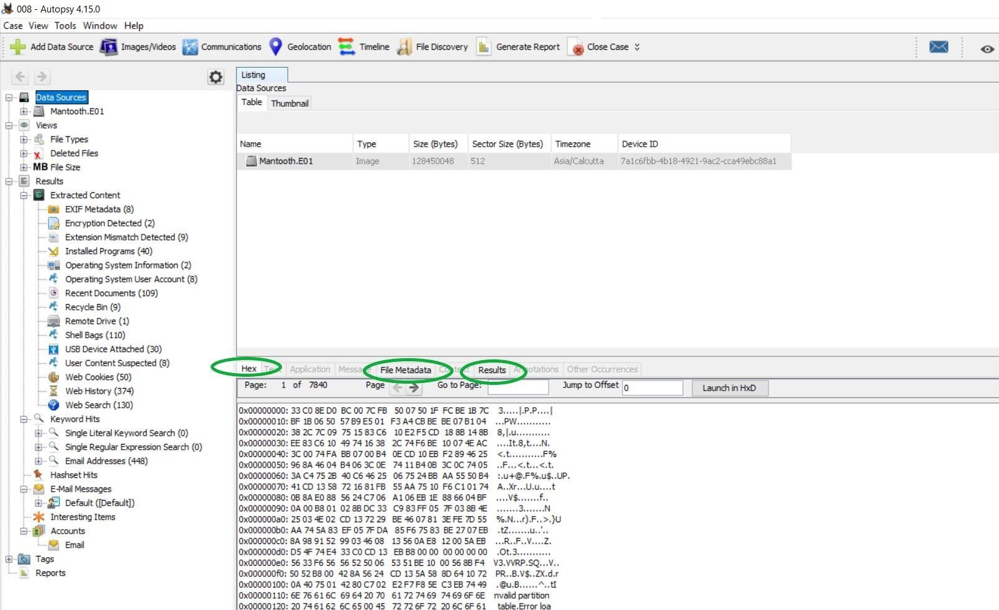 008 - Autopsy 4.15.0
Case View Tools Window Help
Add Data Source Images/Videos Communications Geolocation Timeline File Discovery Generate Report Close Case
Listing
Data Sources
Table Thumbnail
Name Type Size (Bytes) Sector Size (Bytes) Timezone Device ID
Mantooth.E01 Image 128450048 512 Asia/Calcutta 7a1c6fbb-4b18-4921-9ac2-cca49ebc88a1
Data Sources
Mantooth.E01
Views
File Types
Deleted Files
MB File Size
Results
Extracted Content
EXIF Metadata (8)
Encryption Detected (2)
Extension Mismatch Detected (9)
Installed Programs (40)
Operating System Information (2)
Operating System User Account (8)
Recent Documents (109)
Recycle Bin (9)
Remote Drive (1)
Shell Bags (110)
USB Device Attached (30)
User Content Suspected (8)
Web Cookies (50)
Web History (374)
Web Search (130)
Keyword Hits
Single Literal Keyword Search (0)
Single Regular Expression Search (0)
Email Addresses (448)
Hashset Hits
E-Mail Messages
Default ([Default])
Interesting Items
Accounts
Email
Tags
Reports
Hex Application File Metadata Results Other Occurrences
Page: 1 of 7840 Page Go to Page: Jump to Offset 0 Launch in HxD
0x00000000: 33 C0 8E D0 BC 00 7C FB 50 07 50 1F FC BE 1B 7C 3.....|.P.P....|
0x00000010: BF 1B 06 50 57 B9 E5 01 F3 A4 CB BE BE 07 B1 04 ...PW...........
0x00000020: 38 2C 7C 09 75 15 83 C6 10 E2 F5 CD 18 8B 14 8B 8,|.u...........
0x00000030: EE 83 C6 10 49 74 16 38 2C 74 F6 BE 10 07 4E AC ....It.8,t....N.
0x00000040: 3C 00 74 FA BB 07 00 B4 0E CD 10 EB F2 89 46 25 <.t...........F%
0x00000050: 96 8A 46 04 B4 06 3C 0E 74 11 B4 0B 3C 0C 74 05 ..F...<.t...<.t.
0x00000060: 3A C4 75 2B 40 C6 46 25 06 75 24 BB AA 55 50 B4 :.u+@.F%.u$..UP.
0x00000070: 41 CD 13 58 72 16 81 FB 55 AA 75 10 F6 C1 01 74 A..Xr...U.u....t
0x00000080: 0B 8A E0 88 56 24 C7 06 A1 06 EB 1E 88 66 04 BF ....V$.......f..
0x00000090: 0A 00 B8 01 02 8B DC 33 C9 83 FF 05 7F 03 8B 4E .......3.......N
0x000000a0: 25 03 4E 02 CD 13 72 29 BE 46 07 81 3E FE 7D 55 %.N...r).F..>.}U
0x000000b0: AA 74 5A 83 EF 05 7F DA 85 F6 75 83 BE 27 07 EB .tZ.......u..'..
0x000000c0: 8A 98 91 52 99 03 46 08 13 56 0A E8 12 00 5A EB ...R..F..V....Z.
0x000000d0: D5 4F 74 E4 33 C0 CD 13 EB B8 00 00 00 00 00 00 .Ot.3...........
0x000000e0: 56 33 F6 56 56 52 50 06 53 51 BE 10 00 56 8B F4 V3.VVRP.SQ...V..
0x000000f0: 50 52 B8 00 42 8A 56 24 CD 13 5A 58 8D 64 10 72 PR..B.V$..ZX.d.r
0x00000100: 0A 40 75 01 42 80 C7 02 E2 F7 F8 5E C3 EB 74 49 .@u.B......^..tI
0x00000110: 6E 76 61 6C 69 64 20 70 61 72 74 69 74 69 6F 6E nvalid partition
0x00000120: 20 74 61 62 6C 65 00 45 72 72 6F 72 20 6C 6F 61 table.Error loa